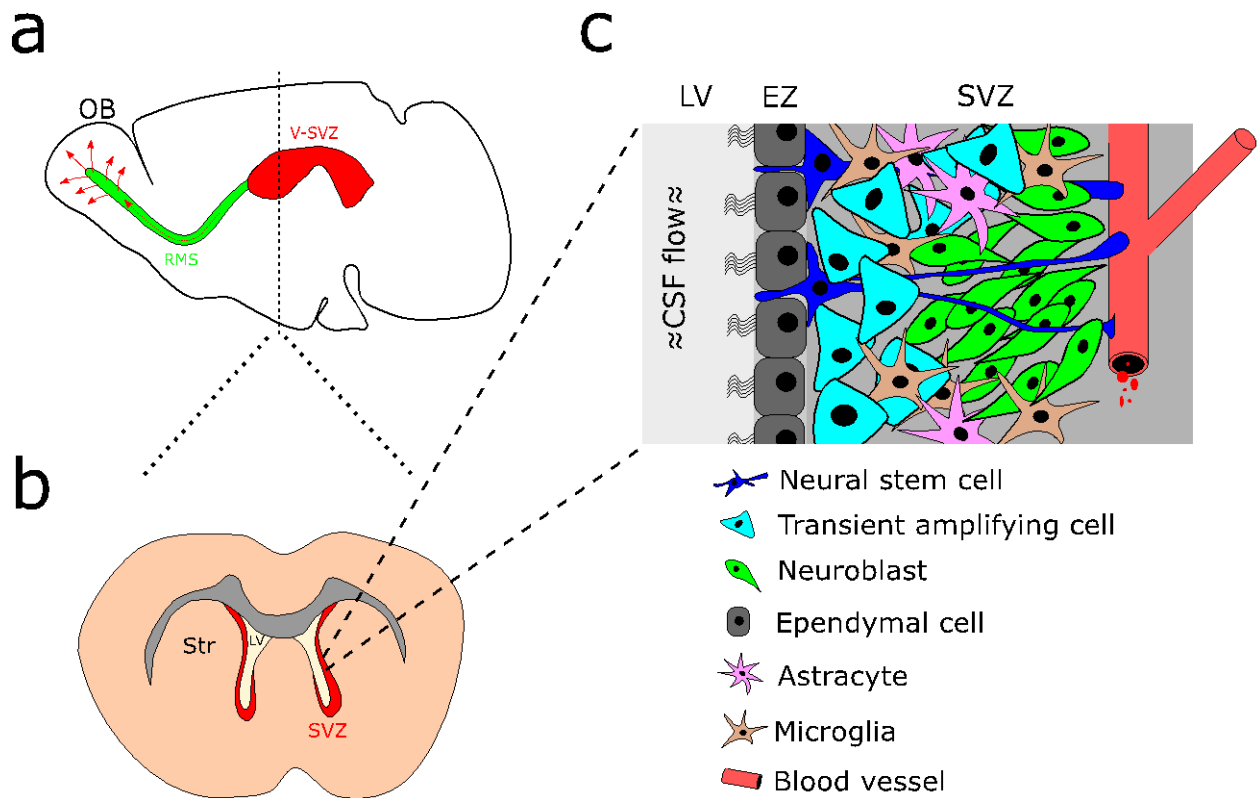 a
OB
V-SVZ
RMS
b
Str
LV
SVZ
c
LV EZ SVZ
≈CSF flow≈
Neural stem cell
Transient amplifying cell
Neuroblast
Ependymal cell
Astracyte
Microglia
Blood vessel